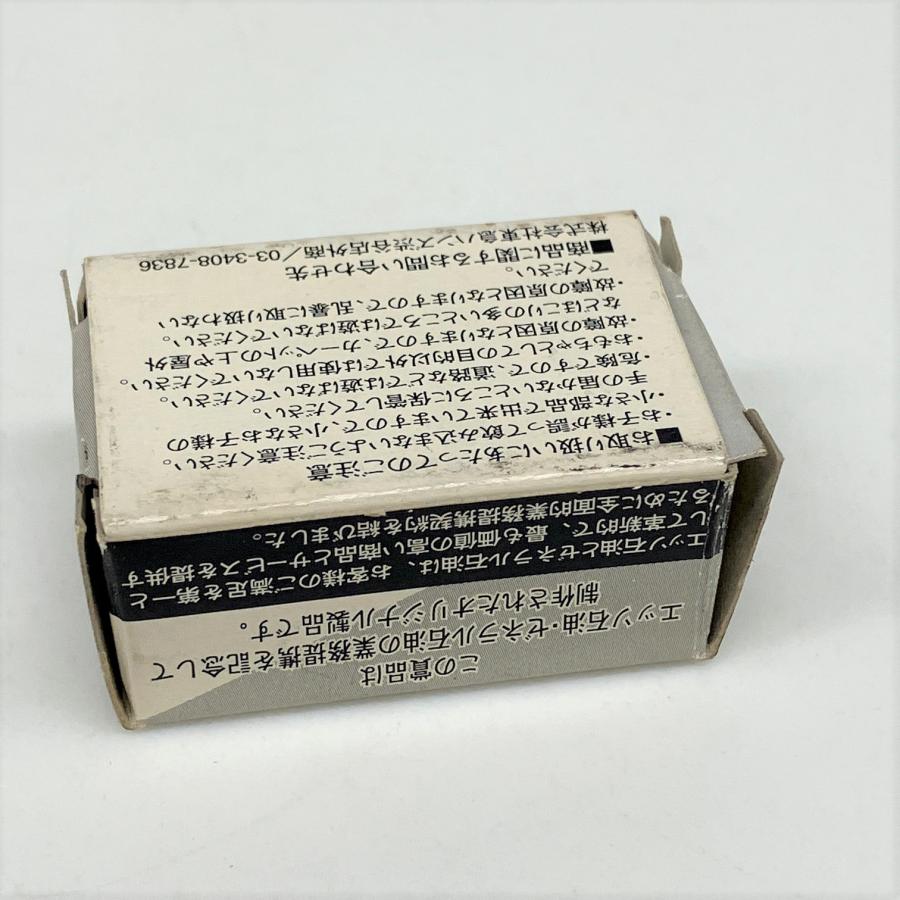 この賞品は
エッソ石油・ゼネラル石油の業務提携を記念して
制作されたオリジナル製品です。
エッソ石油とゼネラル石油は、お客様のご満足を第一と
して革新的で、最も価値の高い商品とサービスを提供す
るために全面的業務提携契約を結びました。
■お取り扱いにあたってのご注意
・お子様が誤って飲み込まないようご注意ください。
・小さな部品で出来ていますので、小さなお子様の
手の届かないところに保管してください。
・危険ですので、道路などでは遊ばないでください。
・おもちゃとしての目的以外では使用しないでください。
・故障の原因となりますので、カーペットの上や屋外
などほこりの多いところでは遊ばないでください。
・故障の原因となりますので、乱暴に取り扱わない
でください。
■商品に関するお問い合わせ先
株式会社東急ハンズ渋谷店外商／03-3408-7836